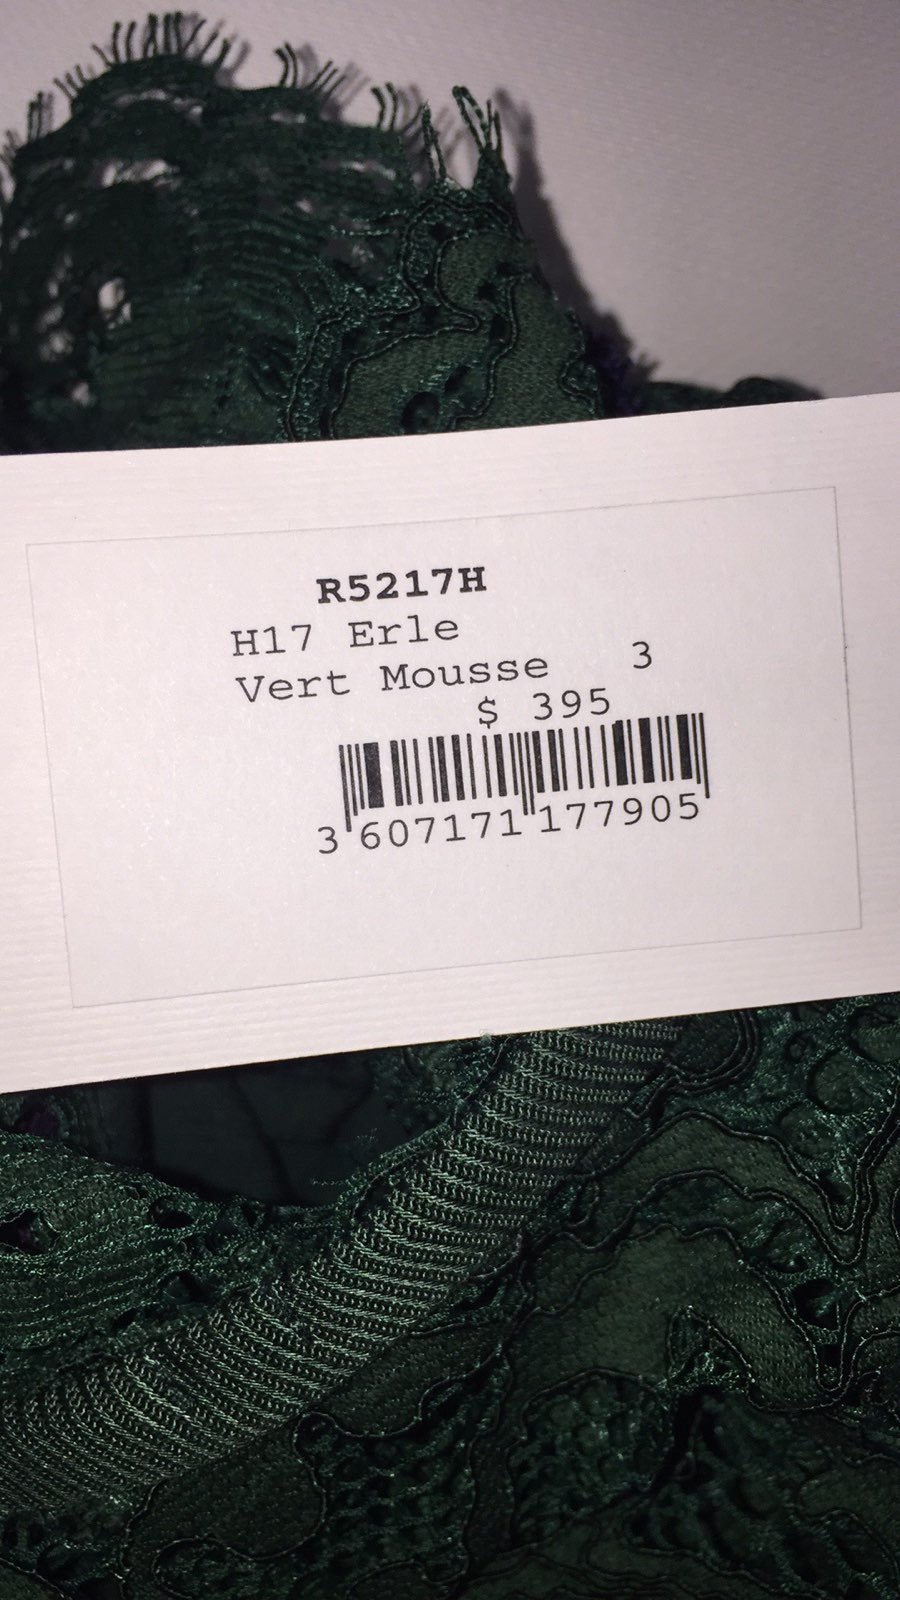 R5217H
H17 Erle
Vert Mousse 3
$ 395
3 607171 177905